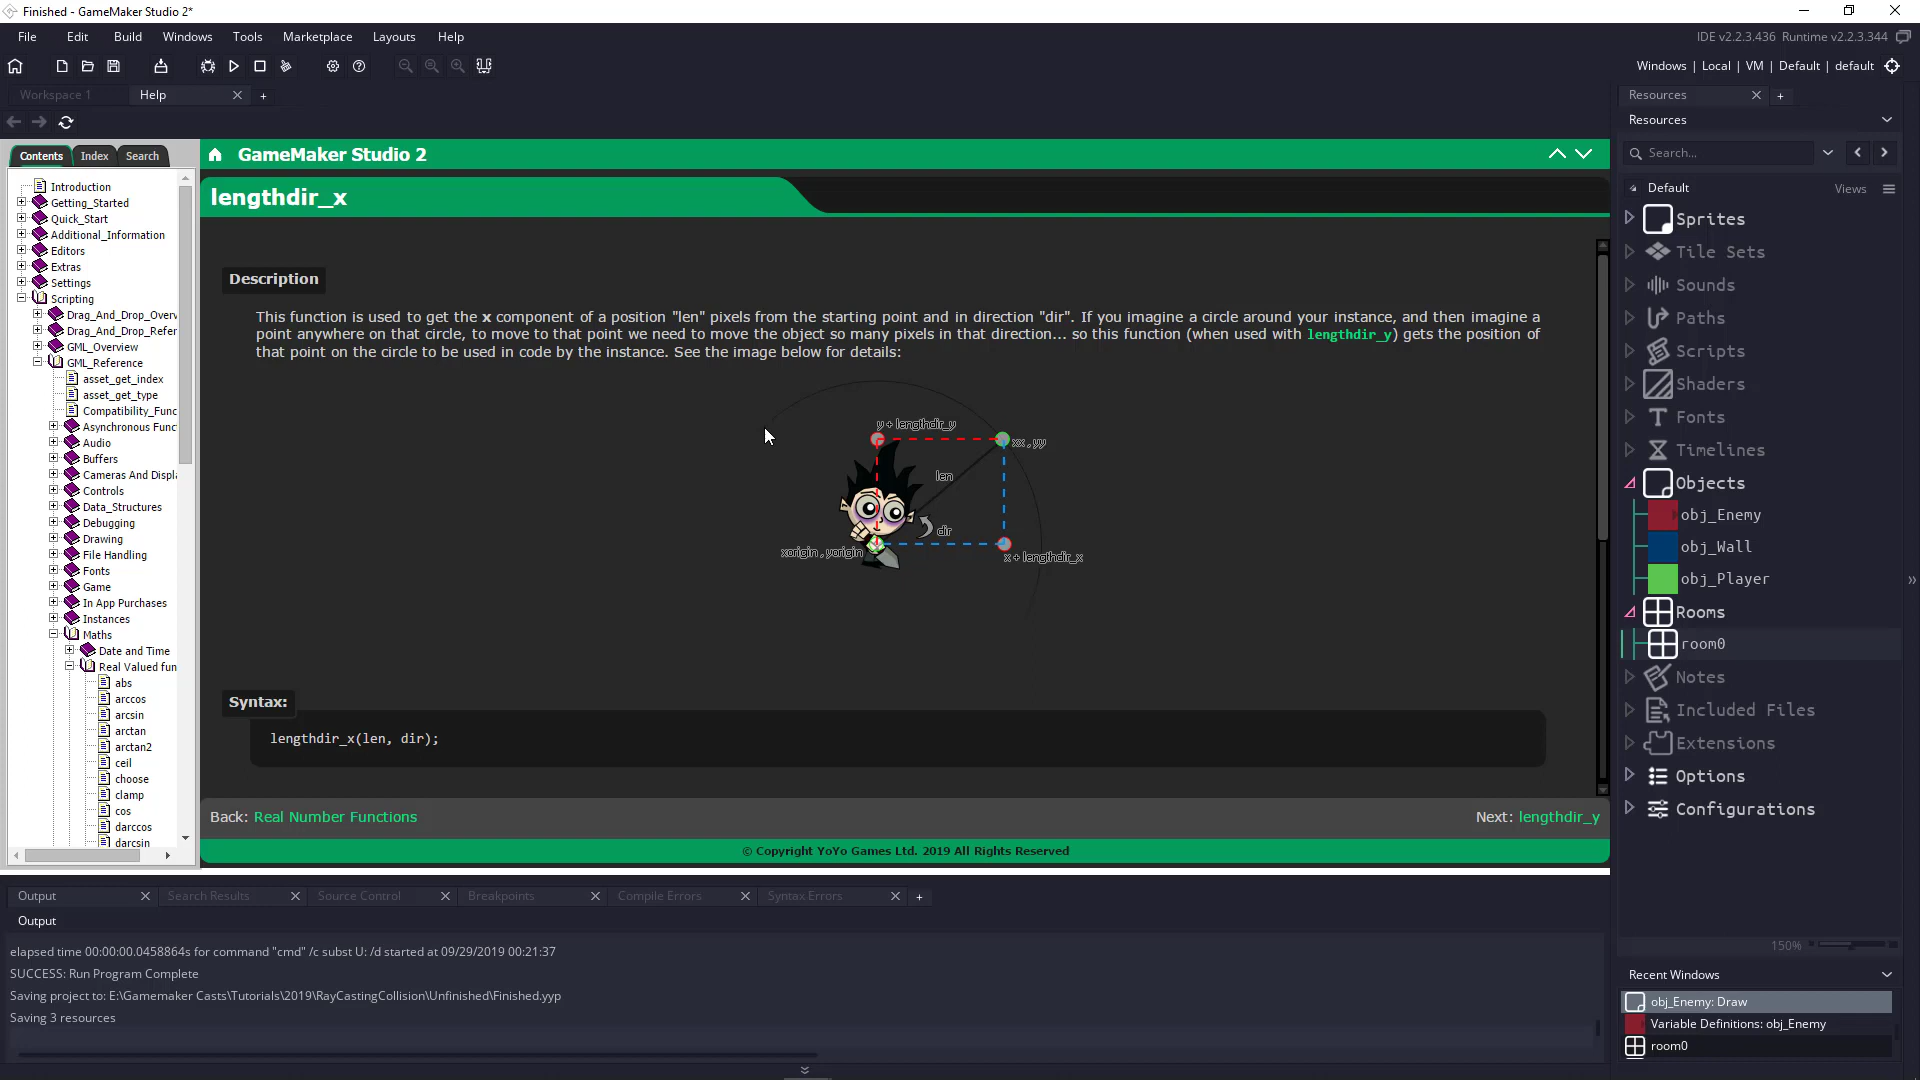 Finished - GameMaker Studio 2*
File Edit Build Windows Tools Marketplace Layouts Help
IDE v2.2.3.436 Runtime v2.2.3.344
Windows | Local | VM | Default | default
Workspace 1
Help
Resources
Resources
Search...
Default
Views
Sprites
Tile Sets
Sounds
Paths
Scripts
Shaders
Fonts
Timelines
Objects
obj_Enemy
obj_Wall
obj_Player
Rooms
room0
Notes
Included Files
Extensions
Options
Configurations
150%
Recent Windows
obj_Enemy: Draw
Variable Definitions: obj_Enemy
room0
Contents Index Search
Introduction
Getting_Started
Quick_Start
Additional_Information
Editors
Extras
Settings
Scripting
Drag_And_Drop_Overv
Drag_And_Drop_Refer
GML_Overview
GML_Reference
asset_get_index
asset_get_type
Compatibility_Func
Asynchronous Funct
Audio
Buffers
Cameras And Displa
Controls
Data_Structures
Debugging
Drawing
File Handling
Fonts
Game
In App Purchases
Instances
Maths
Date and Time
Real Valued fun
abs
arccos
arcsin
arctan
arctan2
ceil
choose
clamp
cos
darccos
darcsin
GameMaker Studio 2
lengthdir_x
Description
This function is used to get the x component of a position "len" pixels from the starting point and in direction "dir". If you imagine a circle around your instance, and then imagine a
point anywhere on that circle, to move to that point we need to move the object so many pixels in that direction... so this function (when used with lengthdir_y) gets the position of
that point on the circle to be used in code by the instance. See the image below for details:
y + lengthdir_y
xx , yy
len
dir
xorigin , yorigin
x + lengthdir_x
Syntax:
lengthdir_x(len, dir);
Back: Real Number Functions
Next: lengthdir_y
© Copyright YoYo Games Ltd. 2019 All Rights Reserved
Output Search Results Source Control Breakpoints Compile Errors Syntax Errors
Output
elapsed time 00:00:00.0458864s for command "cmd" /c subst U: /d started at 09/29/2019 00:21:37
SUCCESS: Run Program Complete
Saving project to: E:\Gamemaker Casts\Tutorials\2019\RayCastingCollision\Unfinished\Finished.yyp
Saving 3 resources